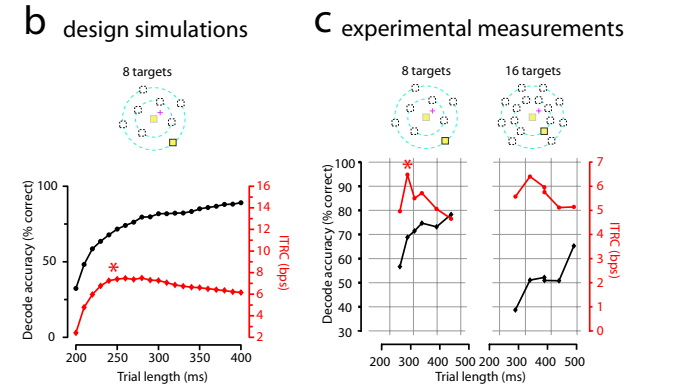 b design simulations
8 targets
Decode accuracy (% correct)
100
50
0
16
14
12
10
8
6
4
2
ITRC (bps)
*
200 250 300 350 400
Trial length (ms)
c experimental measurements
8 targets
16 targets
Decode accuracy (% correct)
100
90
80
70
60
50
40
30
*
7
6
5
4
3
2
1
0
ITRC (bps)
200 300 400 500
300 400 500
Trial length (ms)